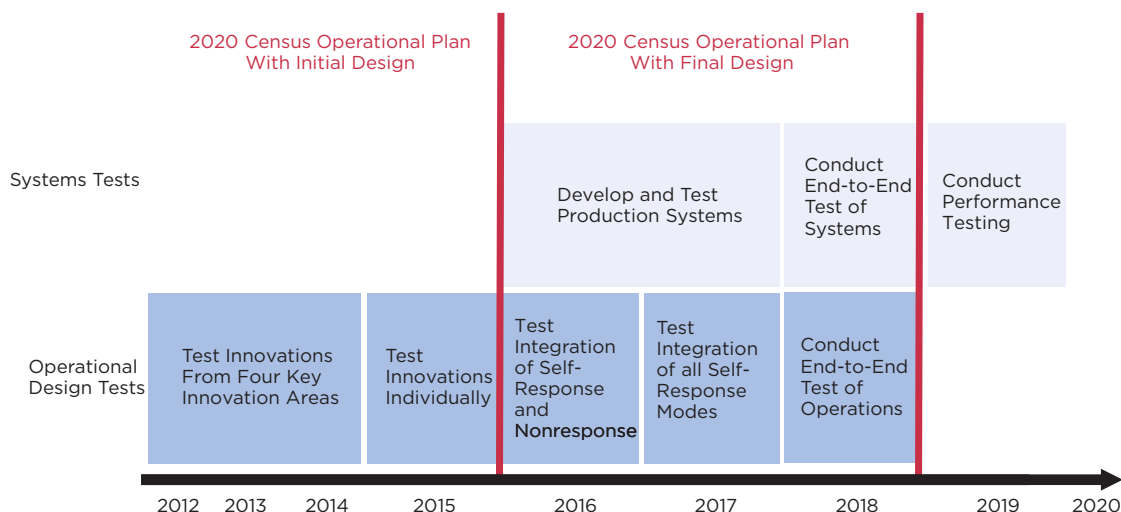 2020 Census Operational Plan
With Initial Design
2020 Census Operational Plan
With Final Design
Systems Tests
Develop and Test
Production Systems
Conduct
End-to-End
Test of
Systems
Conduct
Performance
Testing
Operational
Design Tests
Test Innovations
From Four Key
Innovation Areas
Test
Innovations
Individually
Test
Integration
of Self-
Response
and
Nonresponse
Test
Integration
of all Self-
Response
Modes
Conduct
End-to-End
Test of
Operations
2012 2013 2014 2015 2016 2017 2018 2019 2020